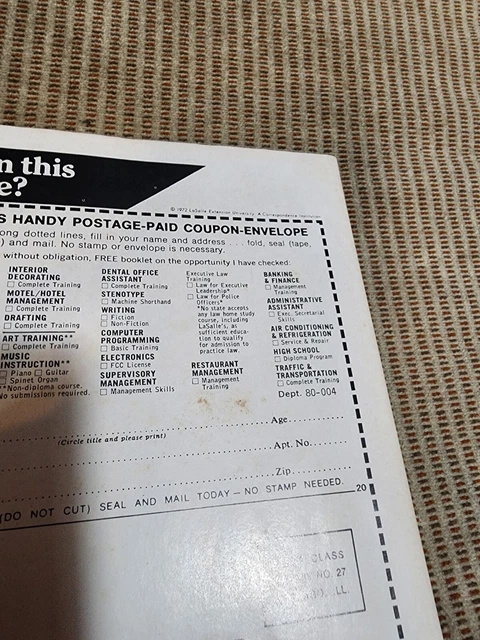 n this
e?
© 1972 LaSalle Extension University, A Correspondence Institution
S HANDY POSTAGE-PAID COUPON-ENVELOPE
ong dotted lines, fill in your name and address . . . fold, seal (tape,
) and mail. No stamp or envelope is necessary.
without obligation, FREE booklet on the opportunity I have checked:
INTERIOR
DECORATING
☐ Complete Training
MOTEL/HOTEL
MANAGEMENT
☐ Complete Training
DRAFTING
☐ Complete Training
ART TRAINING**
☐ Complete Training
MUSIC
INSTRUCTION**
☐ Piano ☐ Guitar
☐ Spinet Organ
**Non-diploma course.
No submissions required.
DENTAL OFFICE
ASSISTANT
☐ Complete Training
STENOTYPE
☐ Machine Shorthand
WRITING
☐ Fiction
☐ Non-Fiction
COMPUTER
PROGRAMMING
☐ Basic Training
ELECTRONICS
☐ FCC License
SUPERVISORY
MANAGEMENT
☐ Management Skills
Executive Law
Training
☐ Law for Executive
Leadership*
☐ Law for Police
Officers*
*No state accepts
any law home study
course, including
LaSalle's, as
sufficient educa-
tion to qualify
for admission to
practice law.
RESTAURANT
MANAGEMENT
☐ Management
Training
BANKING
& FINANCE
☐ Management
Training
ADMINISTRATIVE
ASSISTANT
☐ Exec. Secretarial
Skills
AIR CONDITIONING
& REFRIGERATION
☐ Service & Repair
HIGH SCHOOL
☐ Diploma Program
TRAFFIC &
TRANSPORTATION
☐ Complete Training
Dept. 80-004
Age
(Circle title and please print)
Apt. No.
Zip
(DO NOT CUT) SEAL AND MAIL TODAY — NO STAMP NEEDED. 20
CLASS
NO. 27
ILL.